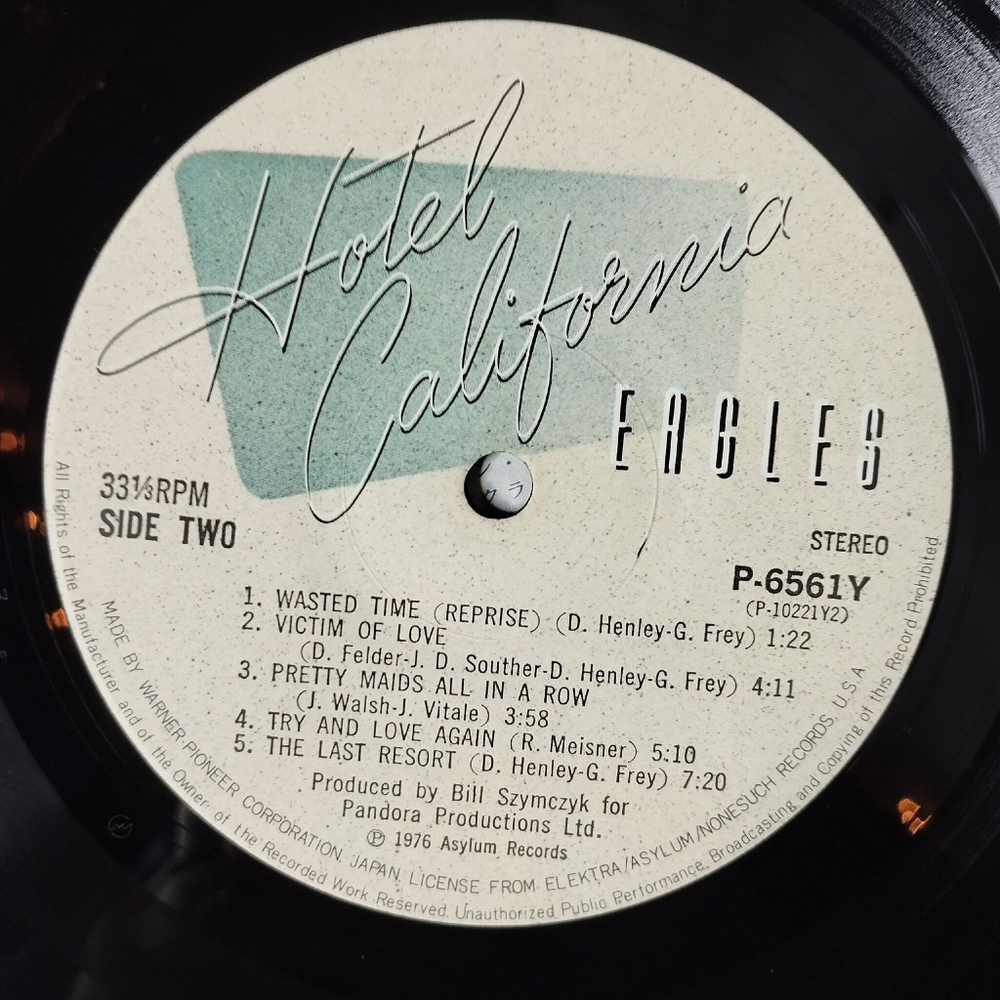 Hotel
California
EAGLES
33⅓RPM
SIDE TWO
STEREO
P-6561Y
(P-10221Y2)
1. WASTED TIME (REPRISE) (D. Henley-G. Frey) 1:22
2. VICTIM OF LOVE
(D. Felder-J. D. Souther-D. Henley-G. Frey) 4:11
3. PRETTY MAIDS ALL IN A ROW
(J. Walsh-J. Vitale) 3:58
4. TRY AND LOVE AGAIN (R. Meisner) 5:10
5. THE LAST RESORT (D. Henley-G. Frey) 7:20
Produced by Bill Szymczyk for
Pandora Productions Ltd.
Ⓟ 1976 Asylum Records
MADE BY WARNER-PIONEER CORPORATION, JAPAN, LICENSE FROM ELEKTRA/ASYLUM/NONESUCH RECORDS, U.S.A
All Rights of the Manufacturer and of the Owner of the Recorded Work Reserved. Unauthorized Public Performance, Broadcasting and Copying of this Record Prohibited.
クラ